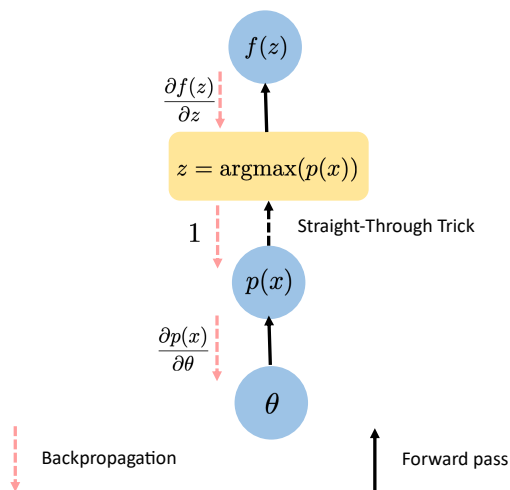 f(z)
∂f(z)
∂z
z = argmax(p(x))
1
Straight-Through Trick
p(x)
∂p(x)
∂θ
θ
Backpropagation
Forward pass